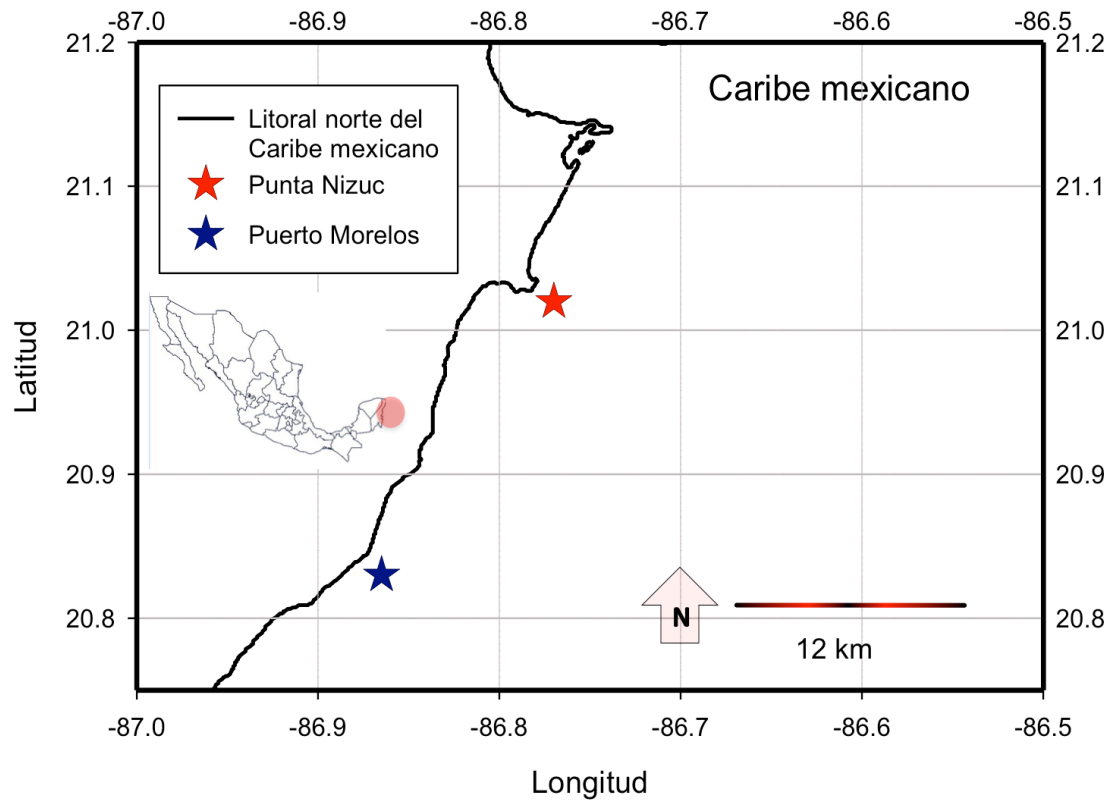 -87.0 -86.9 -86.8 -86.7 -86.6 -86.5
21.2 21.2
Caribe mexicano
Litoral norte del
Caribe mexicano
Punta Nizuc
Puerto Morelos
21.1 21.1
21.0 21.0
Latitud
20.9 20.9
20.8 20.8
N
12 km
-87.0 -86.9 -86.8 -86.7 -86.6 -86.5
Longitud